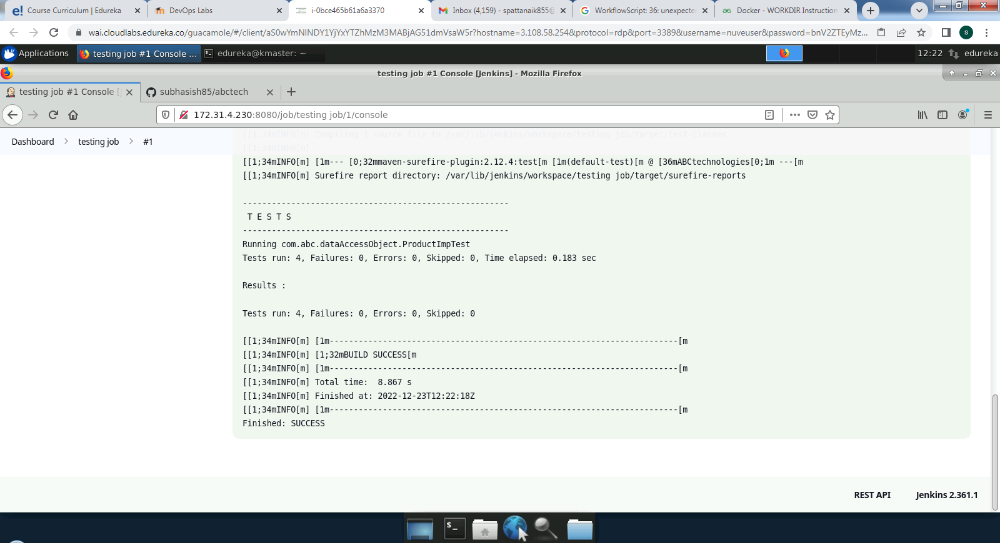 Course Curriculum | Edureka
DevOps Labs
i-0bce465b61a6a3370
Inbox (4,159) - spattanaik855@
WorkflowScript: 36: unexpecte
Docker - WORKDIR Instruction
wai.cloudlabs.edureka.co/guacamole/#/client/aS0wYmNlNDY1YjYxYTZhMzM3MABjAG51dmVsaW5r?hostname=3.108.58.254&protocol=rdp&port=3389&username=nuveuser&password=bnV2ZTEyMz...
S
Applications
testing job #1 Console ...
edureka@kmaster: ~
12:22
edureka
testing job #1 Console [Jenkins] - Mozilla Firefox
testing job #1 Console [
subhasish85/abctech
172.31.4.230:8080/job/testing job/1/console
Dashboard > testing job > #1
[[1;34mINFO[m] Compiling 1 source file to /var/lib/jenkins/workspace/testing job/target/test-classes
[[1;34mINFO[m]
[[1;34mINFO[m] [1m--- [0;32mmaven-surefire-plugin:2.12.4:test[m [1m(default-test)[m @ [36mABCtechnologies[0;1m ---[m
[[1;34mINFO[m] Surefire report directory: /var/lib/jenkins/workspace/testing job/target/surefire-reports
-------------------------------------------------------
T E S T S
-------------------------------------------------------
Running com.abc.dataAccessObject.ProductImpTest
Tests run: 4, Failures: 0, Errors: 0, Skipped: 0, Time elapsed: 0.183 sec
Results :
Tests run: 4, Failures: 0, Errors: 0, Skipped: 0
[[1;34mINFO[m] [1m------------------------------------------------------------------------[m
[[1;34mINFO[m] [1;32mBUILD SUCCESS[m
[[1;34mINFO[m] [1m------------------------------------------------------------------------[m
[[1;34mINFO[m] Total time:  8.867 s
[[1;34mINFO[m] Finished at: 2022-12-23T12:22:18Z
[[1;34mINFO[m] [1m------------------------------------------------------------------------[m
Finished: SUCCESS
REST API
Jenkins 2.361.1